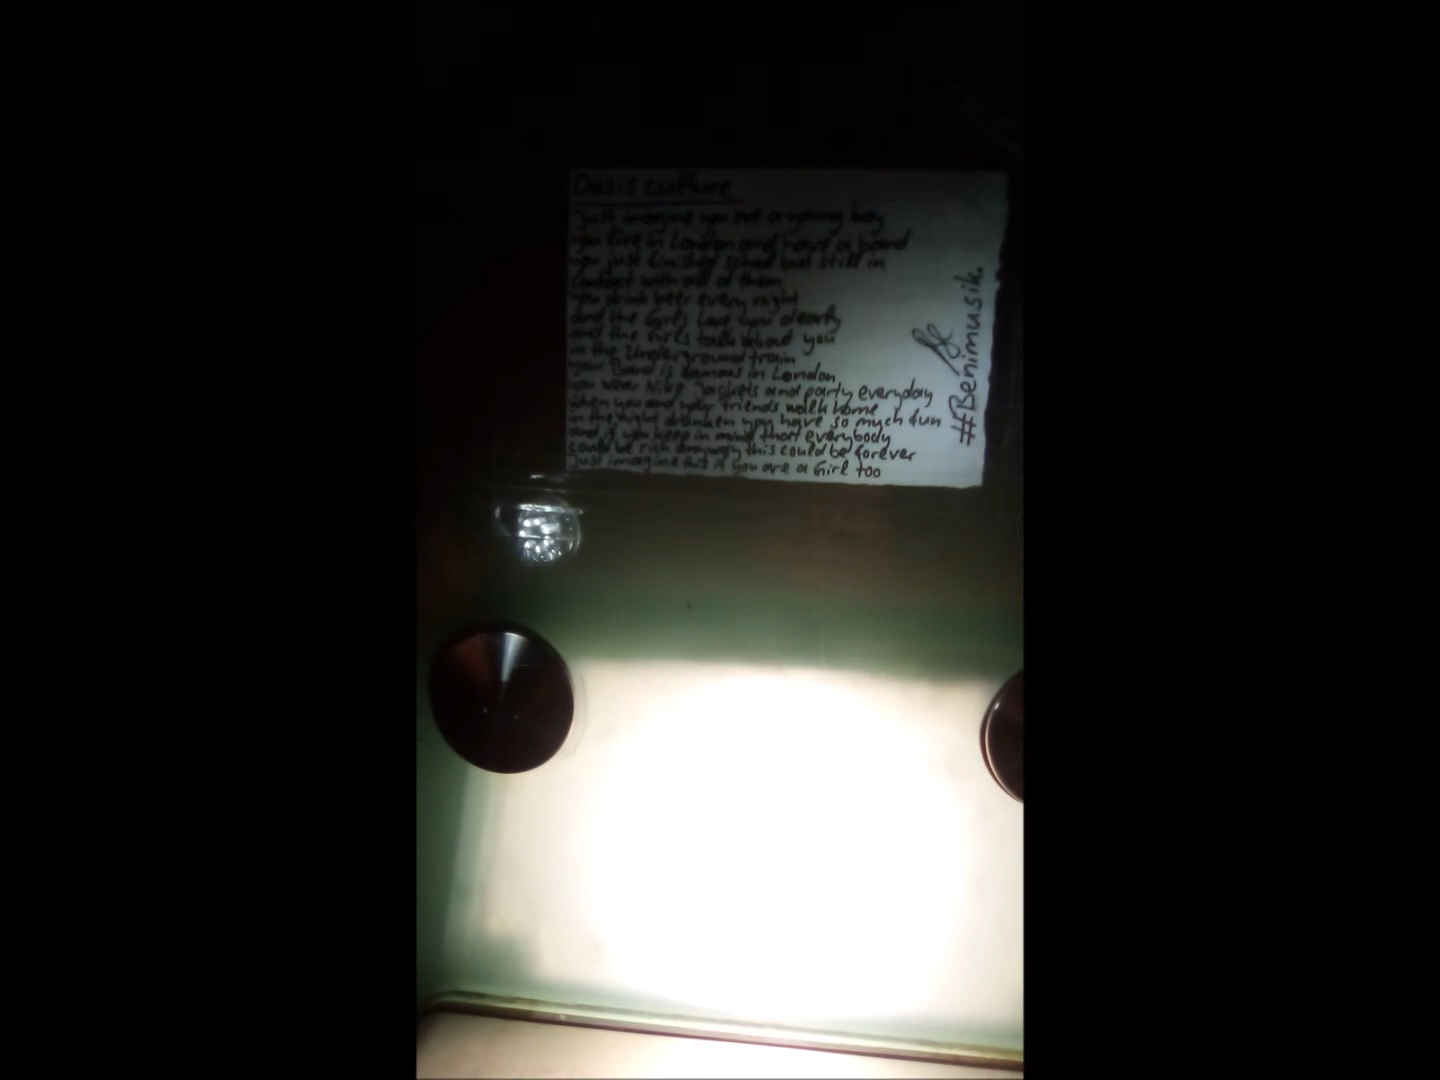 Oasis culture
Just imagine you are a young boy
you live in London and have a band
you just finished school but still in
contact with all of them
you drink beer every night
and the Girls love you dearly
and the Girls talk about you
in the Underground train
your Band is famous in London
you wear Nike Jackets and party everyday
when you and your friends walk home
in the night drunken you have so much fun
and if you keep in mind that everybody
could be rich anyway this could be forever
Just imagine this if you are a Girl too
#Benimusik.